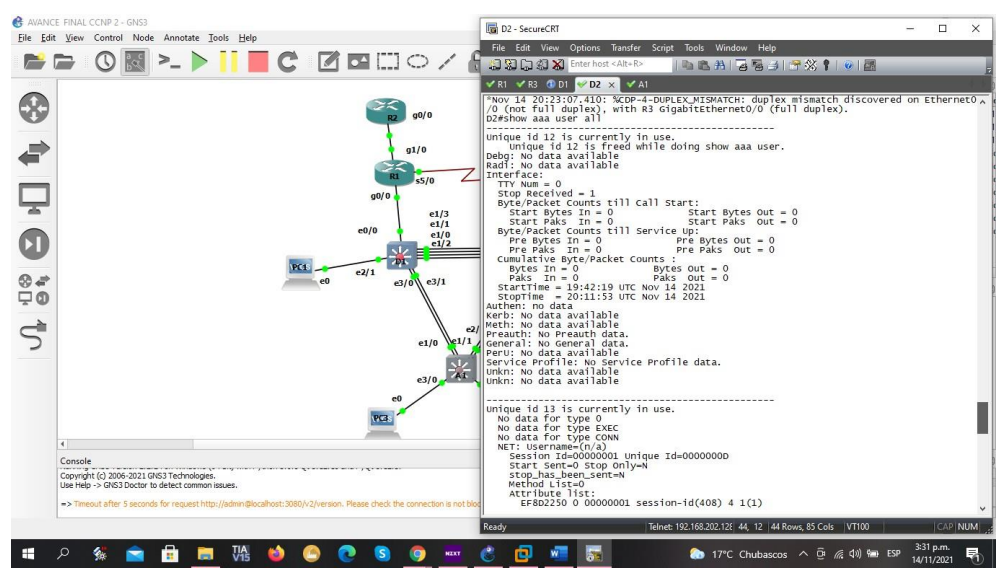 AVANCE FINAL CCNP 2 - GNS3
File Edit View Control Node Annotate Tools Help
R2
g0/0
g1/0
R1
s5/0
g0/0
e1/3
e1/1
e0/0
e1/0
e1/2
D1
PC1
e0
e2/1
e3/0
e3/1
e2/
e1/0
e1/1
A1
e3/0
e0
PC3
Console
Copyright (c) 2006-2021 GNS3 Technologies.
Use Help -> GNS3 Doctor to detect common issues.
=> Timeout after 5 seconds for request http://admin@localhost:3080/v2/version. Please check the connection is not bloc
D2 - SecureCRT
File Edit View Options Transfer Script Tools Window Help
Enter host <Alt+R>
R1 R3 D1 D2 × A1
*Nov 14 20:23:07.410: %CDP-4-DUPLEX_MISMATCH: duplex mismatch discovered on Ethernet0
/0 (not full duplex), with R3 GigabitEthernet0/0 (full duplex).
D2#show aaa user all
--------------------------------------------------
Unique id 12 is currently in use.
Unique id 12 is freed while doing show aaa user.
Debg: No data available
Radi: No data available
Interface:
TTY Num = 0
Stop Received = 1
Byte/Packet Counts till Call Start:
Start Bytes In = 0 Start Bytes Out = 0
Start Paks In = 0 Start Paks Out = 0
Byte/Packet Counts till Service Up:
Pre Bytes In = 0 Pre Bytes Out = 0
Pre Paks In = 0 Pre Paks Out = 0
Cumulative Byte/Packet Counts :
Bytes In = 0 Bytes Out = 0
Paks In = 0 Paks Out = 0
StartTime = 19:42:19 UTC Nov 14 2021
StopTime = 20:11:53 UTC Nov 14 2021
Authen: no data
Kerb: No data available
Meth: No data available
Preauth: No Preauth data.
General: No General data.
PerU: No data available
Service Profile: No Service Profile data.
Unkn: No data available
Unkn: No data available
--------------------------------------------------
Unique id 13 is currently in use.
No data for type 0
No data for type EXEC
No data for type CONN
NET: Username=(n/a)
Session Id=00000001 Unique Id=0000000D
Start Sent=0 Stop Only=N
stop_has_been_sent=N
Method List=0
Attribute list:
EF8D2250 0 00000001 session-id(408) 4 1(1)
Ready
Telnet: 192.168.202.128 44, 12 44 Rows, 85 Cols VT100 CAP NUM
TIA
V15
NEXT
17°C Chubascos
ESP
3:31 p.m.
14/11/2021